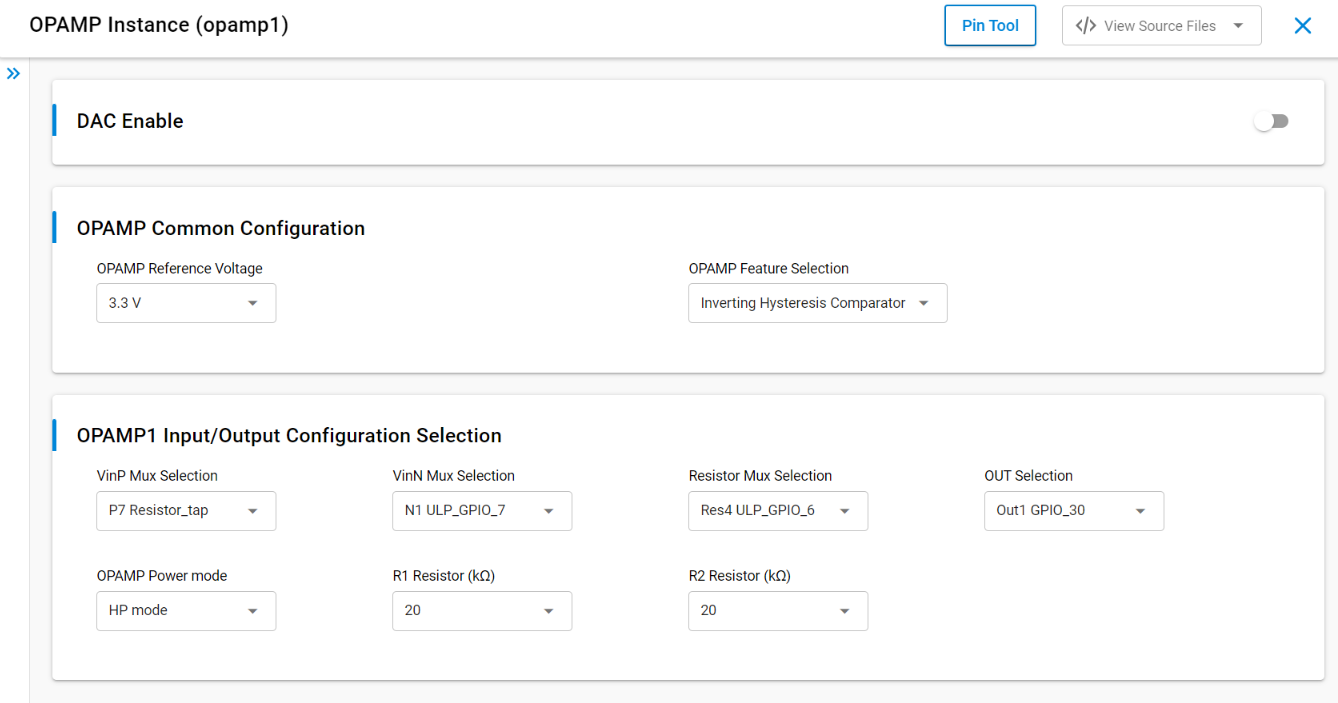 OPAMP Instance (opamp1)
Pin Tool
</> View Source Files
DAC Enable
OPAMP Common Configuration
OPAMP Reference Voltage
OPAMP Feature Selection
3.3 V
Inverting Hysteresis Comparator
OPAMP1 Input/Output Configuration Selection
VinP Mux Selection
VinN Mux Selection
Resistor Mux Selection
OUT Selection
P7 Resistor_tap
N1 ULP_GPIO_7
Res4 ULP_GPIO_6
Out1 GPIO_30
OPAMP Power mode
R1 Resistor (kΩ)
R2 Resistor (kΩ)
HP mode
20
20